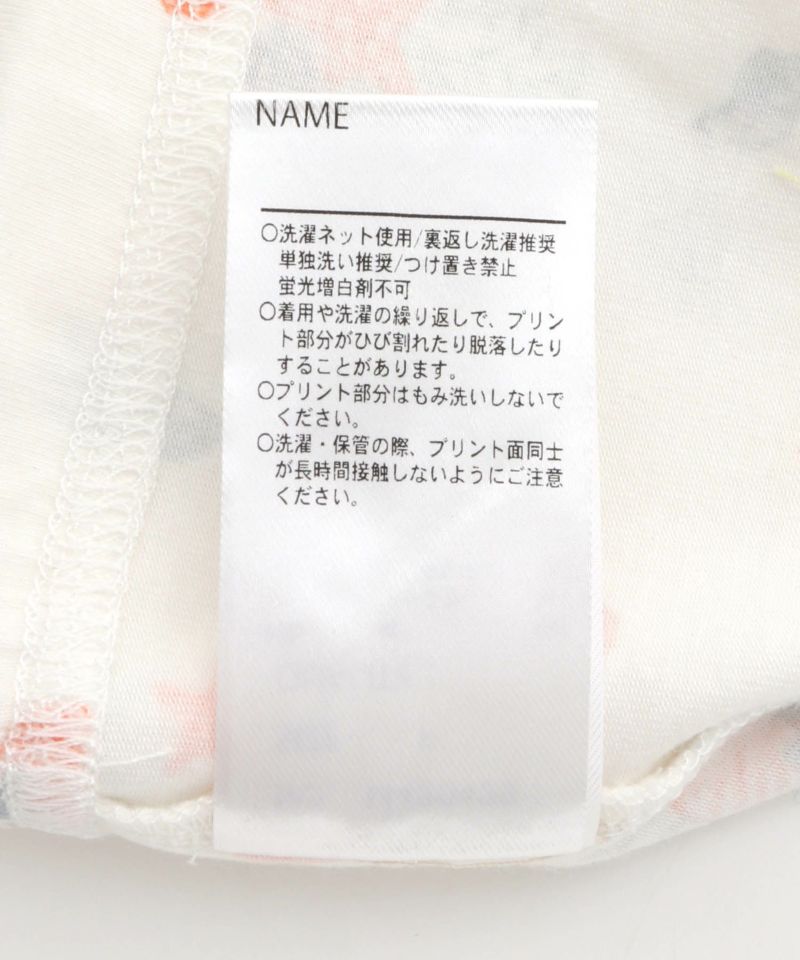 NAME
○洗濯ネット使用/裏返し洗濯推奨
単独洗い推奨/つけ置き禁止
蛍光増白剤不可
○着用や洗濯の繰り返しで、プリン
ト部分がひび割れたり脱落したり
することがあります。
○プリント部分はもみ洗いしないで
ください。
○洗濯・保管の際、プリント面同士
が長時間接触しないようにご注意
ください。